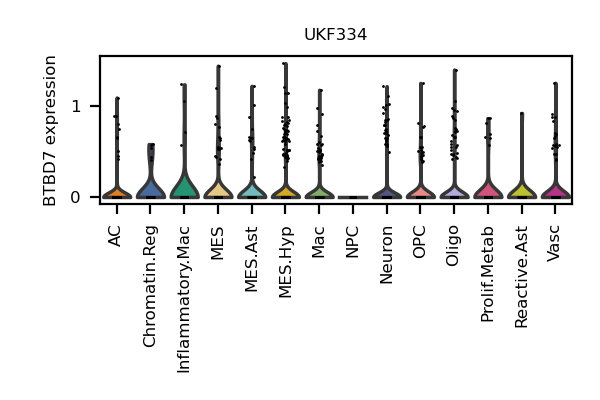 UKF334
BTBD7 expression
1
0
AC
Chromatin.Reg
Inflammatory.Mac
MES
MES.Ast
MES.Hyp
Mac
NPC
Neuron
OPC
Oligo
Prolif.Metab
Reactive.Ast
Vasc